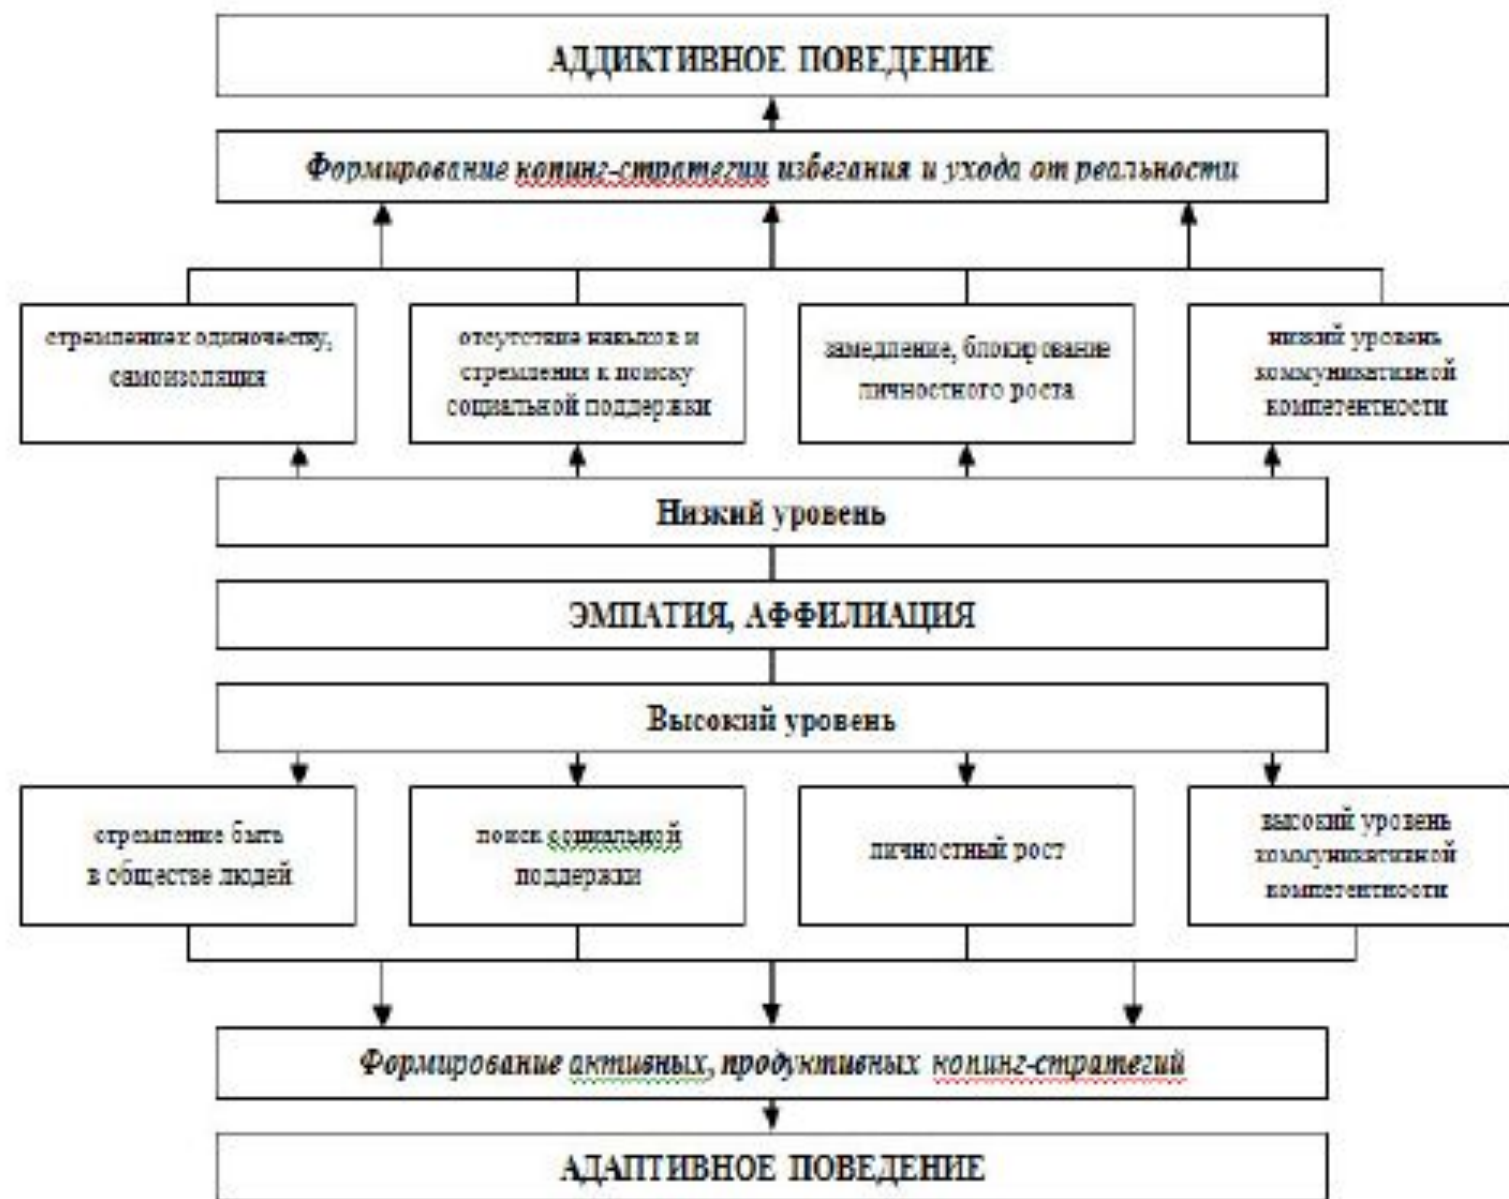 АДДИКТИВНОЕ ПОВЕДЕНИЕ
Формирование копинг-стратегии избегания и ухода от реальности
стремлениек одиночеству,
самоизоляция
отсутствие навыков и
стремления к поиску
социальной поддержки
замедление, блокирование
личностного роста
низкий уровень
коммуникативной
компетентности
Низкий уровень
ЭМПАТИЯ, АФФИЛИАЦИЯ
Высокий уровень
стремление быть
в обществе людей
поиск социальной
поддержки
личностный рост
высокий уровень
коммуникативной
компетентности
Формирование активных, продуктивных копинг-стратегий
АДАПТИВНОЕ ПОВЕДЕНИЕ